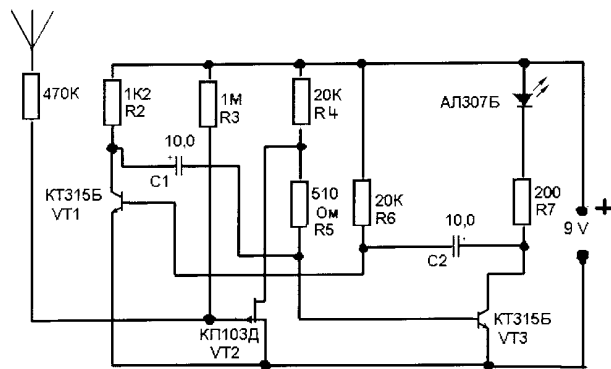 470K
1K2
R2
1M
R3
20K
R4
АЛ307Б
10,0
C1
КТ315Б
VT1
510
Ом
R5
20K
R6
10,0
C2
200
R7
+
9 V
КП103Д
VT2
КТ315Б
VT3